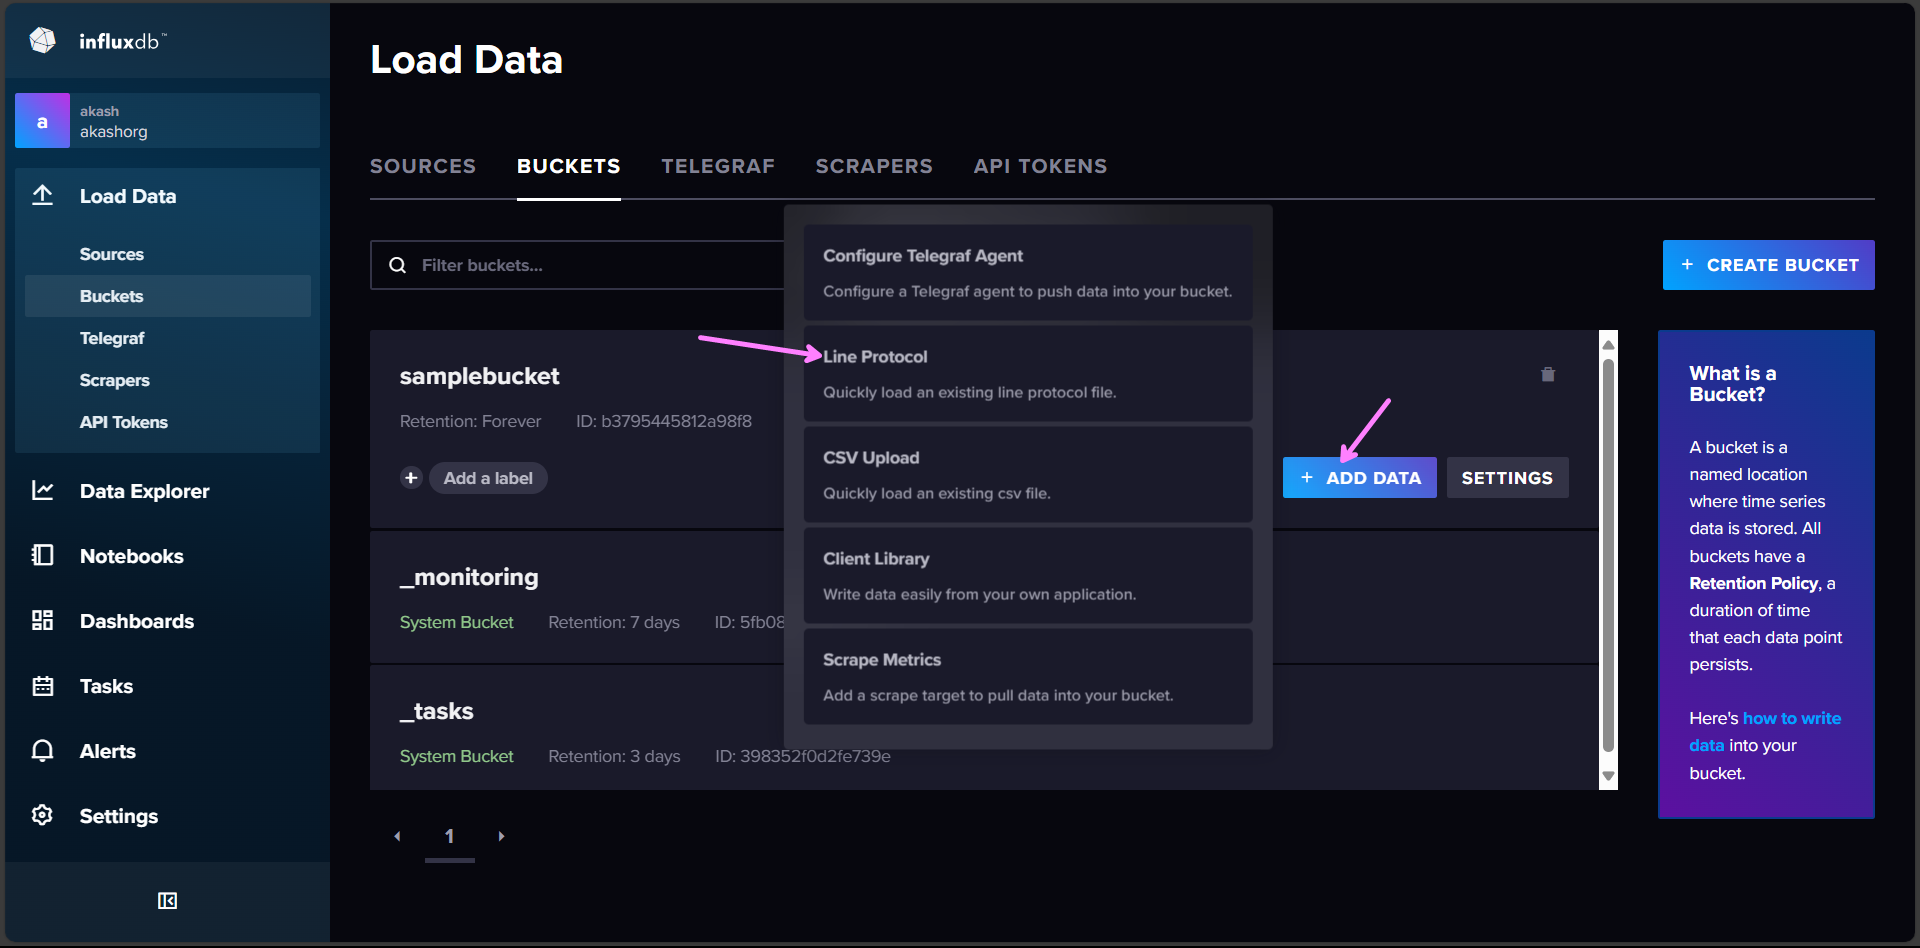 influxdb™
a
akash
akashorg
Load Data
Sources
Buckets
Telegraf
Scrapers
API Tokens
Data Explorer
Notebooks
Dashboards
Tasks
Alerts
Settings
Load Data
SOURCES BUCKETS TELEGRAF SCRAPERS API TOKENS
Filter buckets...
+ CREATE BUCKET
samplebucket
Retention: Forever ID: b3795445812a98f8
+ Add a label
+ ADD DATA SETTINGS
_monitoring
System Bucket Retention: 7 days ID: 5fb08
_tasks
System Bucket Retention: 3 days ID: 398352f0d2fe739e
1
Configure Telegraf Agent
Configure a Telegraf agent to push data into your bucket.
Line Protocol
Quickly load an existing line protocol file.
CSV Upload
Quickly load an existing csv file.
Client Library
Write data easily from your own application.
Scrape Metrics
Add a scrape target to pull data into your bucket.
What is a
Bucket?
A bucket is a
named location
where time series
data is stored. All
buckets have a
Retention Policy, a
duration of time
that each data point
persists.
Here's how to write
data into your
bucket.